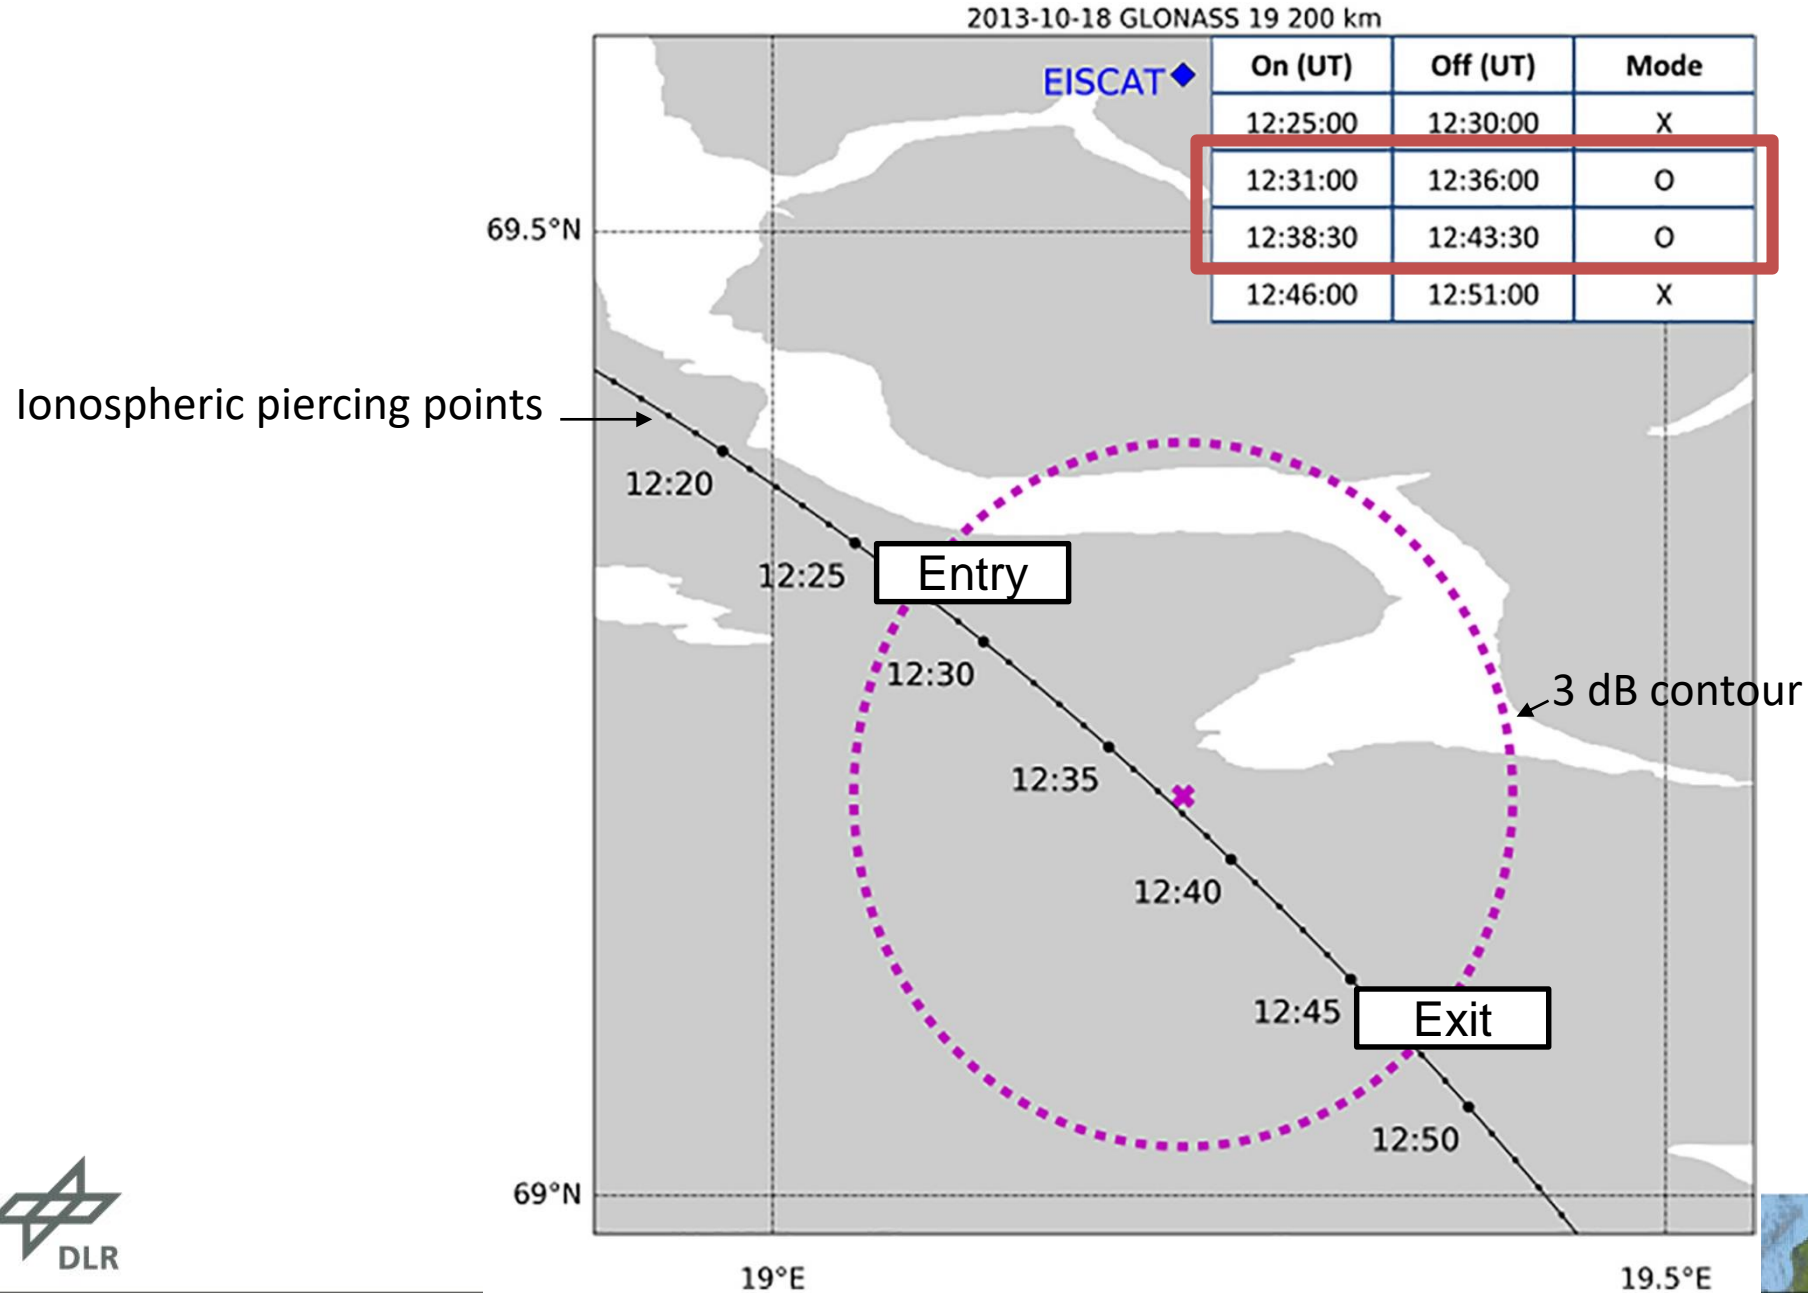 2013-10-18 GLONASS 19 200 km
EISCAT
On (UT) Off (UT) Mode
12:25:00 12:30:00 X
12:31:00 12:36:00 O
12:38:30 12:43:30 O
12:46:00 12:51:00 X
69.5°N
Ionospheric piercing points
12:20
12:25
Entry
12:30
3 dB contour
12:35
12:40
12:45
Exit
12:50
69°N
DLR
19°E
19.5°E